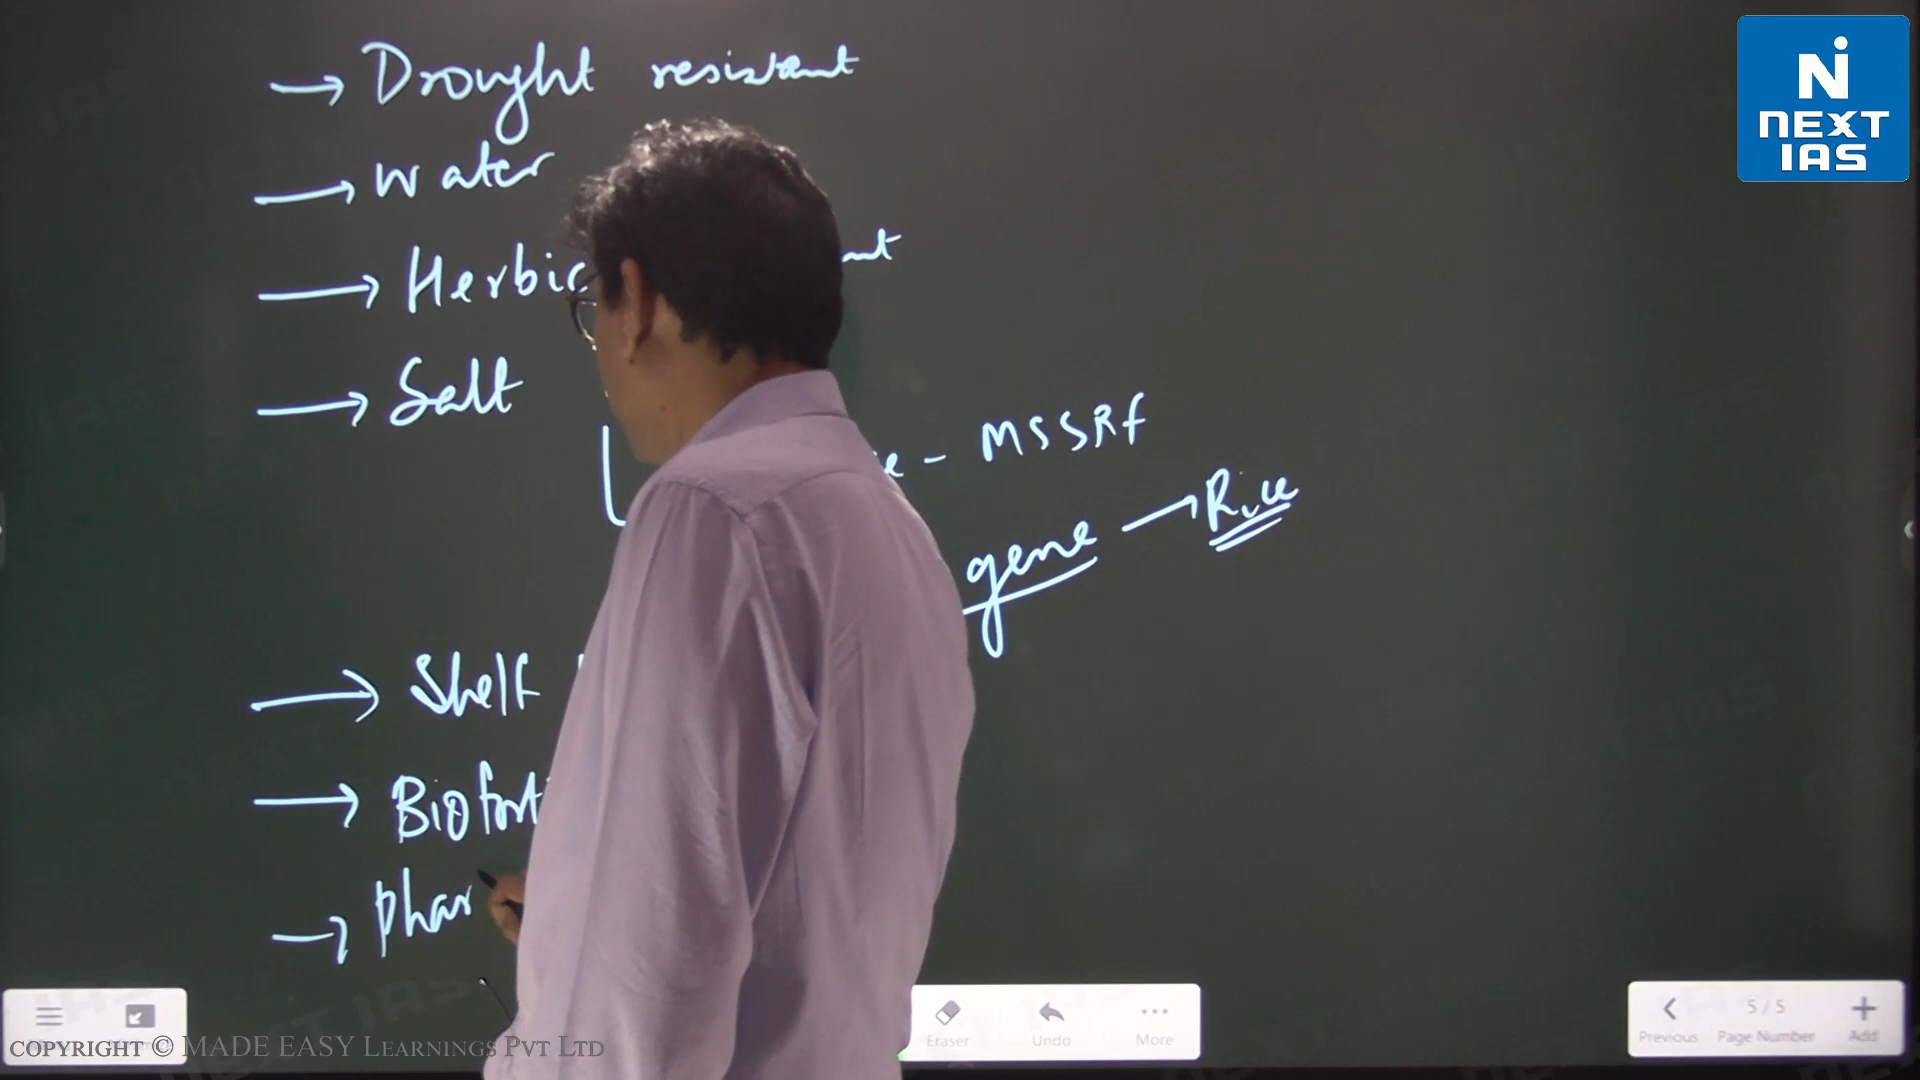 → Drought resistant
→ Water
→ Herbic nt
→ Salt
e - MSSRF
gene → Rice
→ Shelf
→ Biofort
→ Phar
NEXT
IAS
Eraser
Undo
More
5 / 5
Previous
Page Number
Add
COPYRIGHT © MADE EASY LEARNINGS PVT LTD